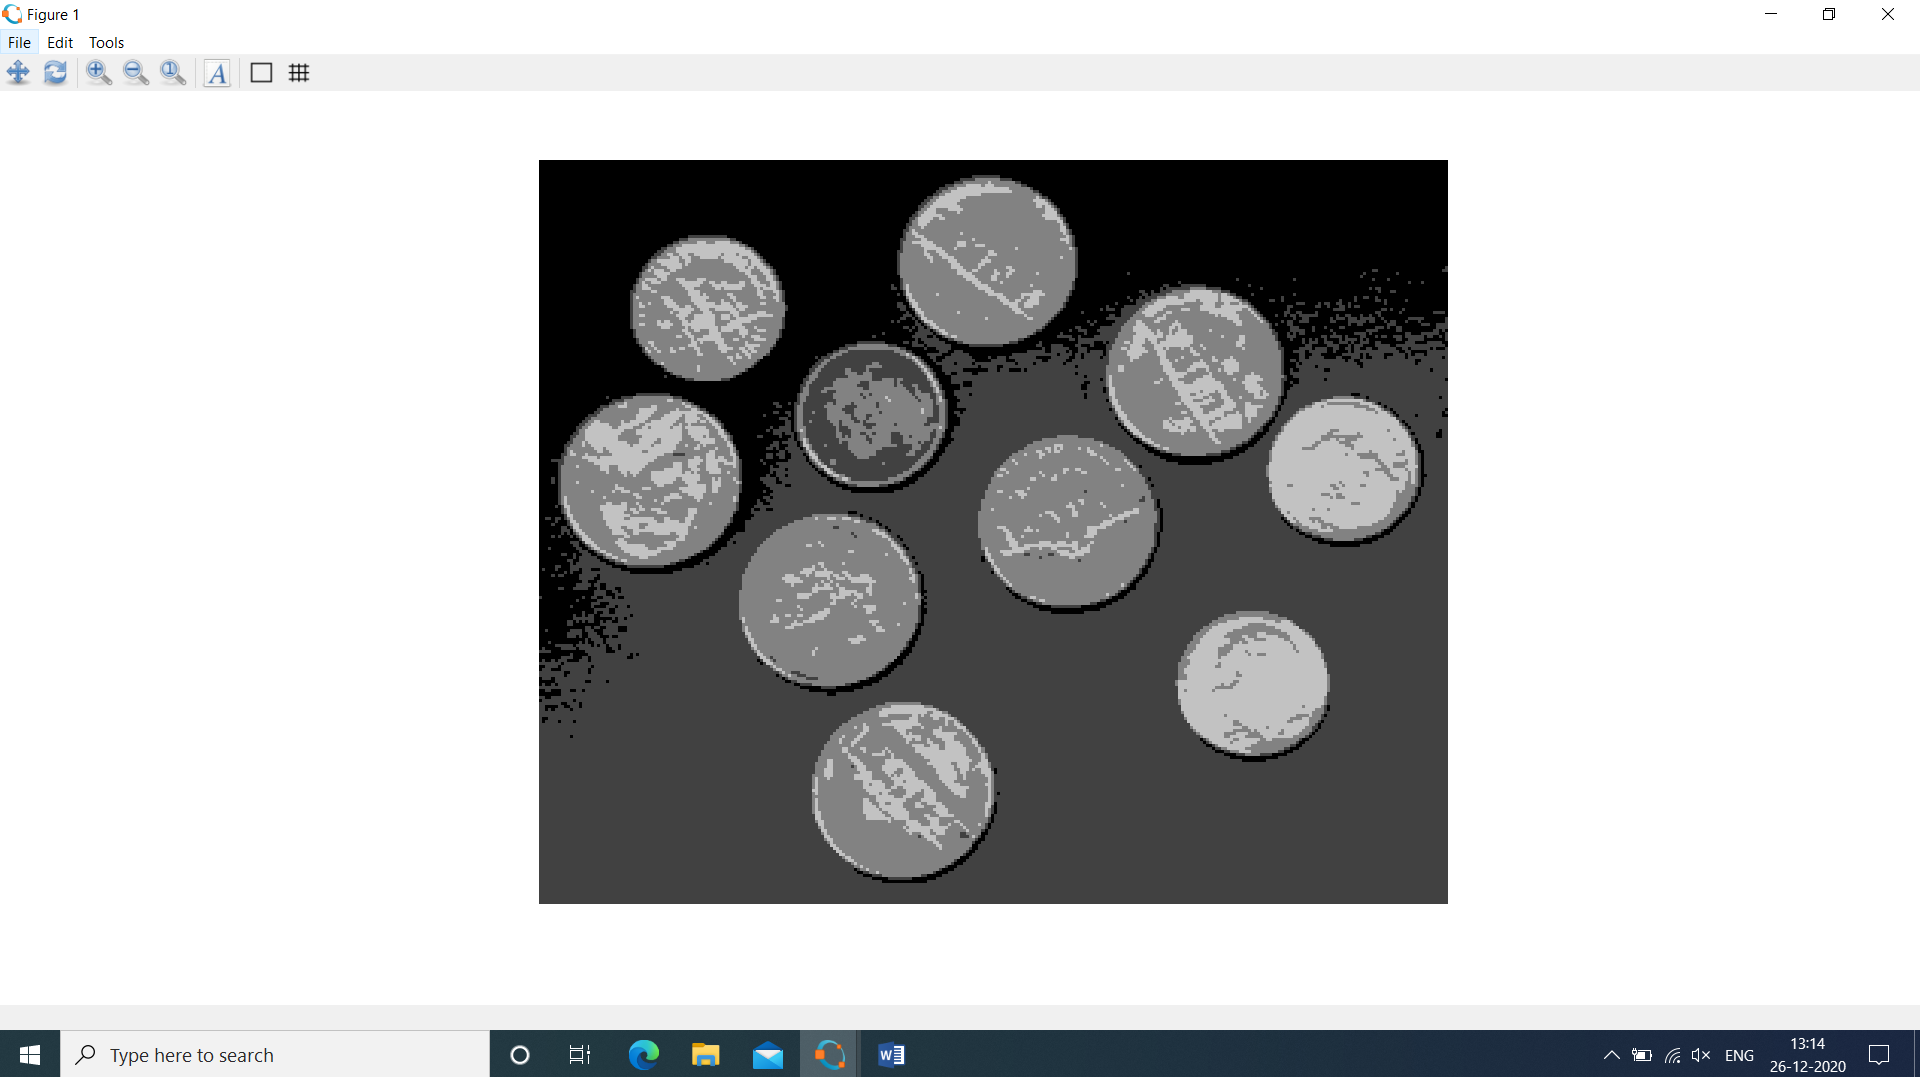 Figure 1
File Edit Tools
A
Type here to search
W
ENG
13:14
26-12-2020